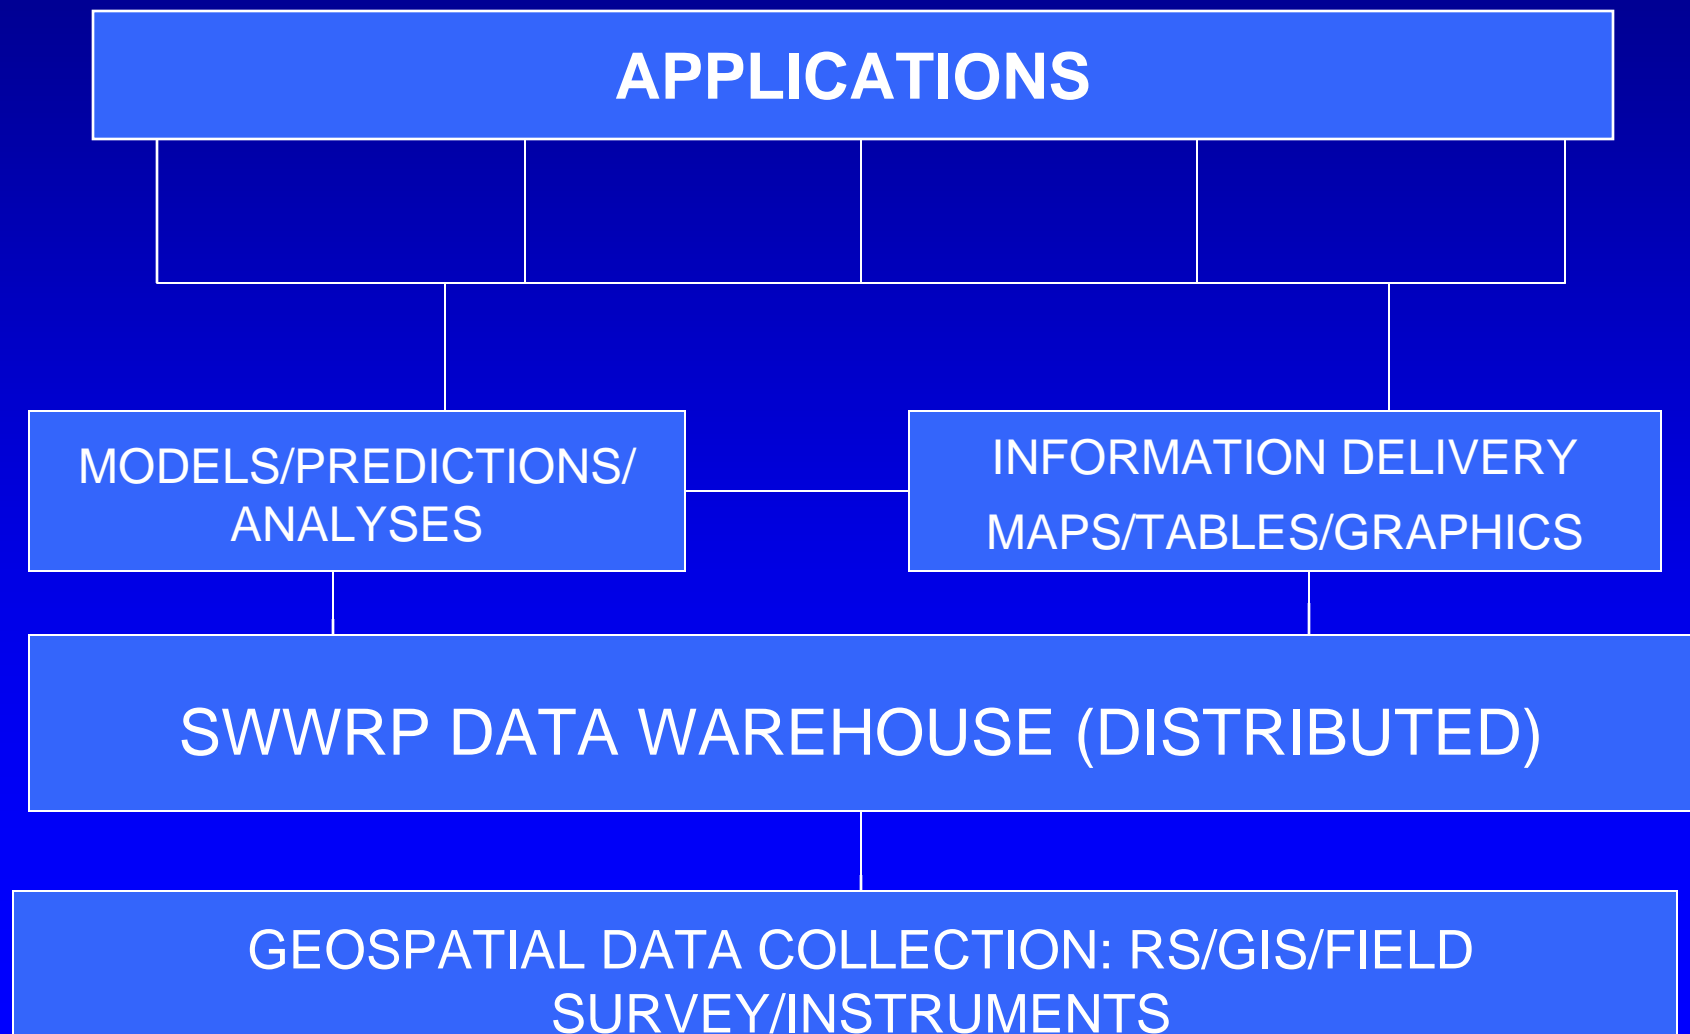 APPLICATIONS
MODELS/PREDICTIONS/
ANALYSES
INFORMATION DELIVERY
MAPS/TABLES/GRAPHICS
SWWRP DATA WAREHOUSE (DISTRIBUTED)
GEOSPATIAL DATA COLLECTION: RS/GIS/FIELD
SURVEY/INSTRUMENTS